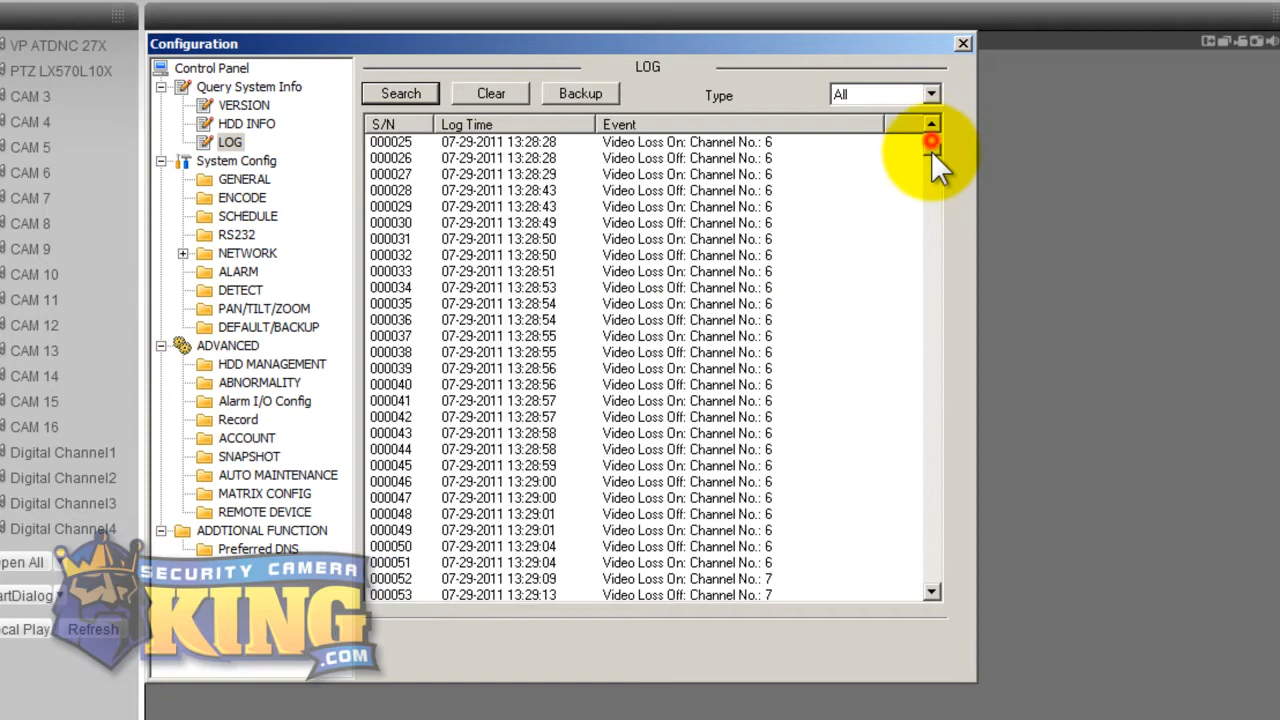 Configuration
VP ATDNC 27X
PTZ LX570L10X
CAM 3
CAM 4
CAM 5
CAM 6
CAM 7
CAM 8
CAM 9
CAM 10
CAM 11
CAM 12
CAM 13
CAM 14
CAM 15
CAM 16
Digital Channel1
Digital Channel2
Digital Channel3
Digital Channel4
pen All
artDialog
cal Play Refresh
Control Panel
Query System Info
VERSION
HDD INFO
LOG
System Config
GENERAL
ENCODE
SCHEDULE
RS232
NETWORK
ALARM
DETECT
PAN/TILT/ZOOM
DEFAULT/BACKUP
ADVANCED
HDD MANAGEMENT
ABNORMALITY
Alarm I/O Config
Record
ACCOUNT
SNAPSHOT
AUTO MAINTENANCE
MATRIX CONFIG
REMOTE DEVICE
ADDTIONAL FUNCTION
Preferred DNS
SECURITY CAMERA
KING
.COM
LOG
Search Clear Backup Type All
S/N Log Time Event
000025 07-29-2011 13:28:28 Video Loss On: Channel No.: 6
000026 07-29-2011 13:28:28 Video Loss Off: Channel No.: 6
000027 07-29-2011 13:28:29 Video Loss On: Channel No.: 6
000028 07-29-2011 13:28:43 Video Loss Off: Channel No.: 6
000029 07-29-2011 13:28:43 Video Loss On: Channel No.: 6
000030 07-29-2011 13:28:49 Video Loss Off: Channel No.: 6
000031 07-29-2011 13:28:50 Video Loss On: Channel No.: 6
000032 07-29-2011 13:28:50 Video Loss Off: Channel No.: 6
000033 07-29-2011 13:28:51 Video Loss On: Channel No.: 6
000034 07-29-2011 13:28:53 Video Loss Off: Channel No.: 6
000035 07-29-2011 13:28:54 Video Loss On: Channel No.: 6
000036 07-29-2011 13:28:54 Video Loss Off: Channel No.: 6
000037 07-29-2011 13:28:55 Video Loss On: Channel No.: 6
000038 07-29-2011 13:28:55 Video Loss Off: Channel No.: 6
000039 07-29-2011 13:28:56 Video Loss On: Channel No.: 6
000040 07-29-2011 13:28:56 Video Loss Off: Channel No.: 6
000041 07-29-2011 13:28:57 Video Loss On: Channel No.: 6
000042 07-29-2011 13:28:57 Video Loss Off: Channel No.: 6
000043 07-29-2011 13:28:58 Video Loss On: Channel No.: 6
000044 07-29-2011 13:28:58 Video Loss Off: Channel No.: 6
000045 07-29-2011 13:28:59 Video Loss On: Channel No.: 6
000046 07-29-2011 13:29:00 Video Loss Off: Channel No.: 6
000047 07-29-2011 13:29:00 Video Loss On: Channel No.: 6
000048 07-29-2011 13:29:01 Video Loss Off: Channel No.: 6
000049 07-29-2011 13:29:01 Video Loss On: Channel No.: 6
000050 07-29-2011 13:29:04 Video Loss Off: Channel No.: 6
000051 07-29-2011 13:29:04 Video Loss On: Channel No.: 6
000052 07-29-2011 13:29:09 Video Loss Off: Channel No.: 7
000053 07-29-2011 13:29:13 Video Loss On: Channel No.: 7